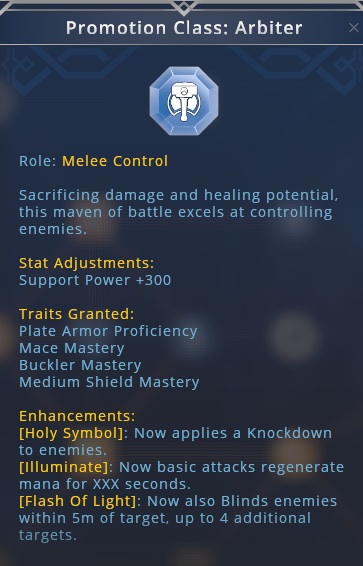 Promotion Class: Arbiter
Role: Melee Control
Sacrificing damage and healing potential,
this maven of battle excels at controlling
enemies.
Stat Adjustments:
Support Power +300
Traits Granted:
Plate Armor Proficiency
Mace Mastery
Buckler Mastery
Medium Shield Mastery
Enhancements:
[Holy Symbol]: Now applies a Knockdown
to enemies.
[Illuminate]: Now basic attacks regenerate
mana for XXX seconds.
[Flash Of Light]: Now also Blinds enemies
within 5m of target, up to 4 additional
targets.